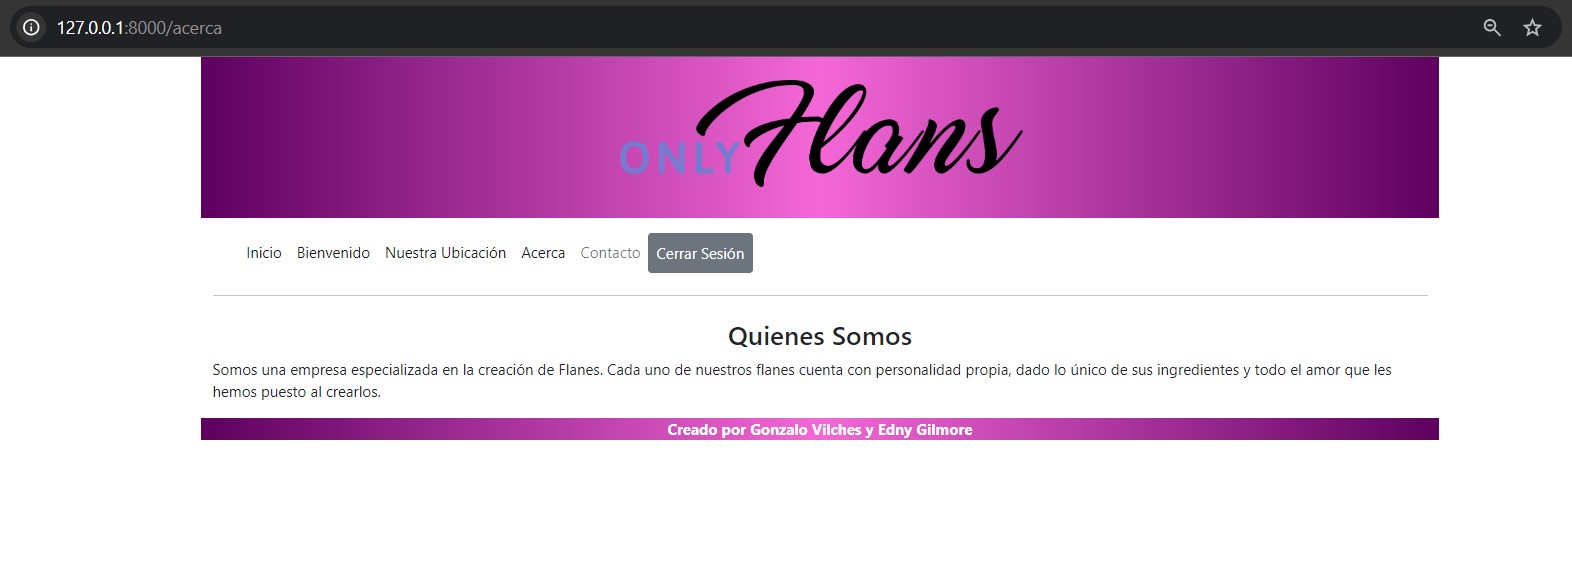 127.0.0.1:8000/acerca
ONLY Flans
Inicio Bienvenido Nuestra Ubicación Acerca Contacto Cerrar Sesión
Quienes Somos
Somos una empresa especializada en la creación de Flanes. Cada uno de nuestros flanes cuenta con personalidad propia, dado lo único de sus ingredientes y todo el amor que les
hemos puesto al crearlos.
Creado por Gonzalo Vilches y Edny Gilmore